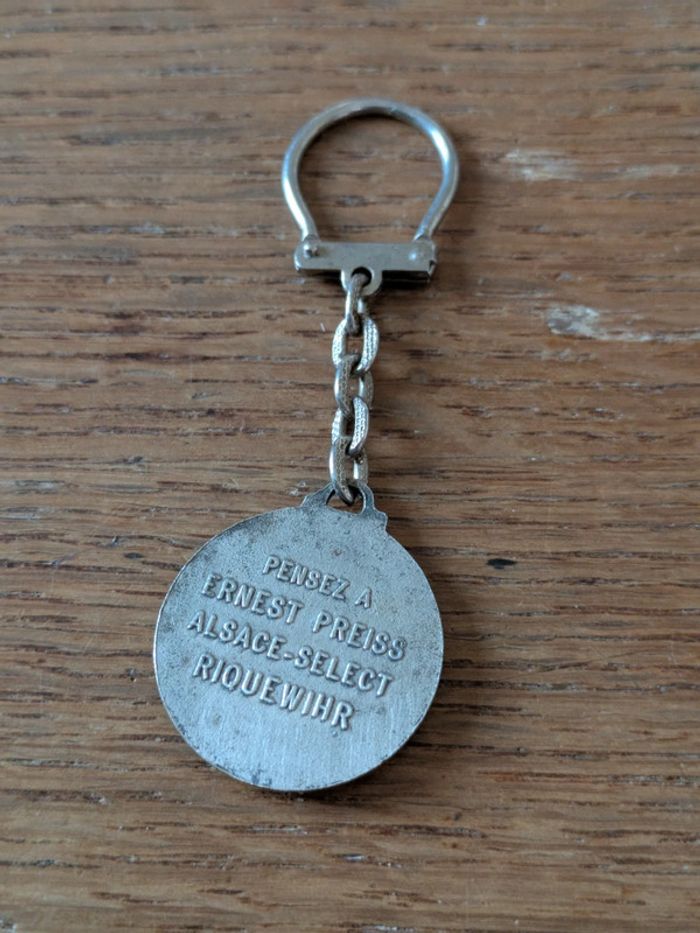 PENSEZ A
ERNEST PREISS
ALSACE-SELECT
RIQUEWIHR